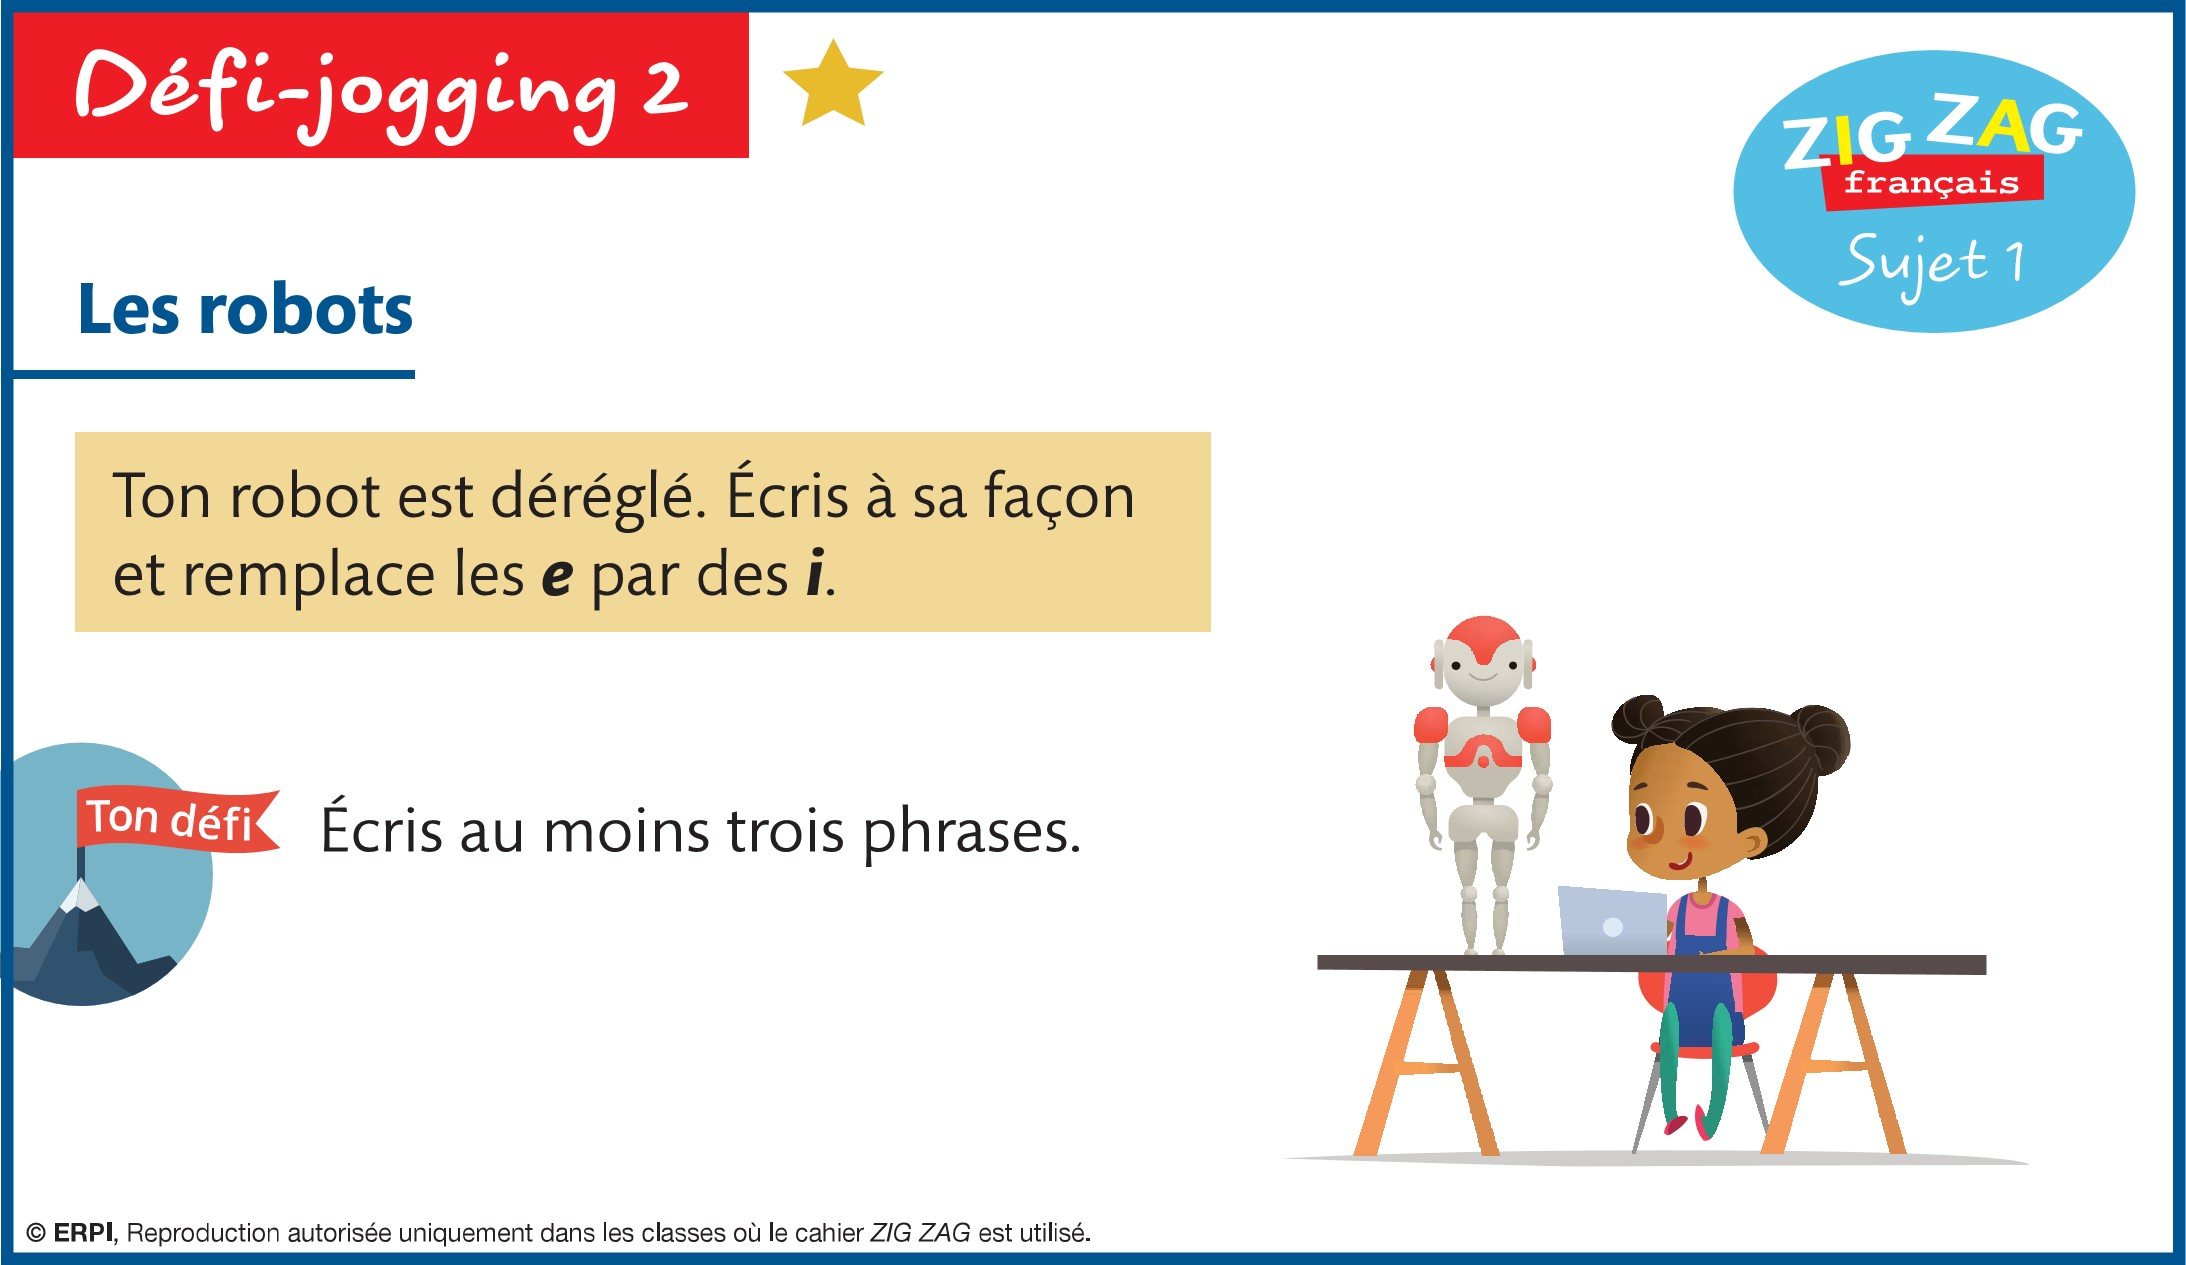 Défi-jogging 2
ZIG ZAG
français
Sujet 1
Les robots
Ton robot est déréglé. Écris à sa façon
et remplace les e par des i.
Ton défi
Écris au moins trois phrases.
© ERPI, Reproduction autorisée uniquement dans les classes où le cahier ZIG ZAG est utilisé.